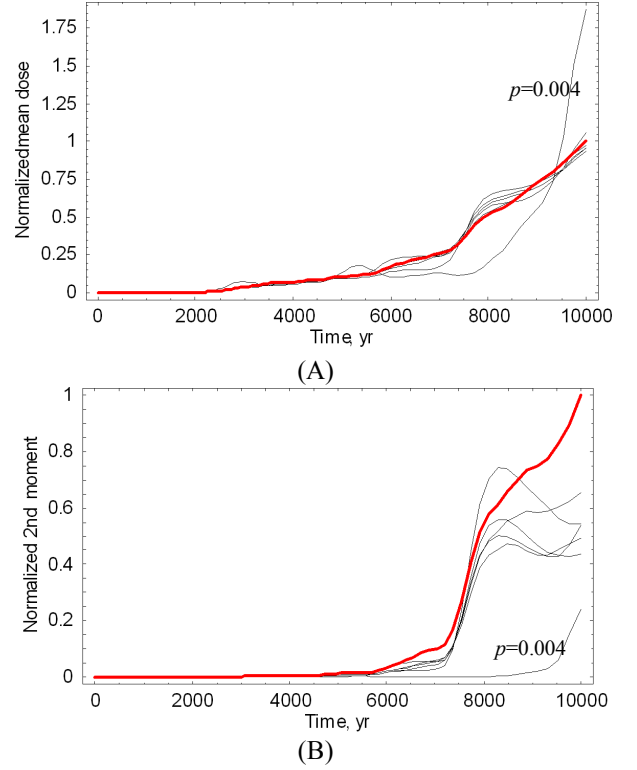 1.75
1.5
1.25
1
0.75
0.5
0.25
0
Normalizedmean dose
p=0.004
0 2000 4000 6000 8000 10000
Time, yr
(A)
1
0.8
0.6
0.4
0.2
0
Normalized 2nd moment
p=0.004
0 2000 4000 6000 8000 10000
Time, yr
(B)